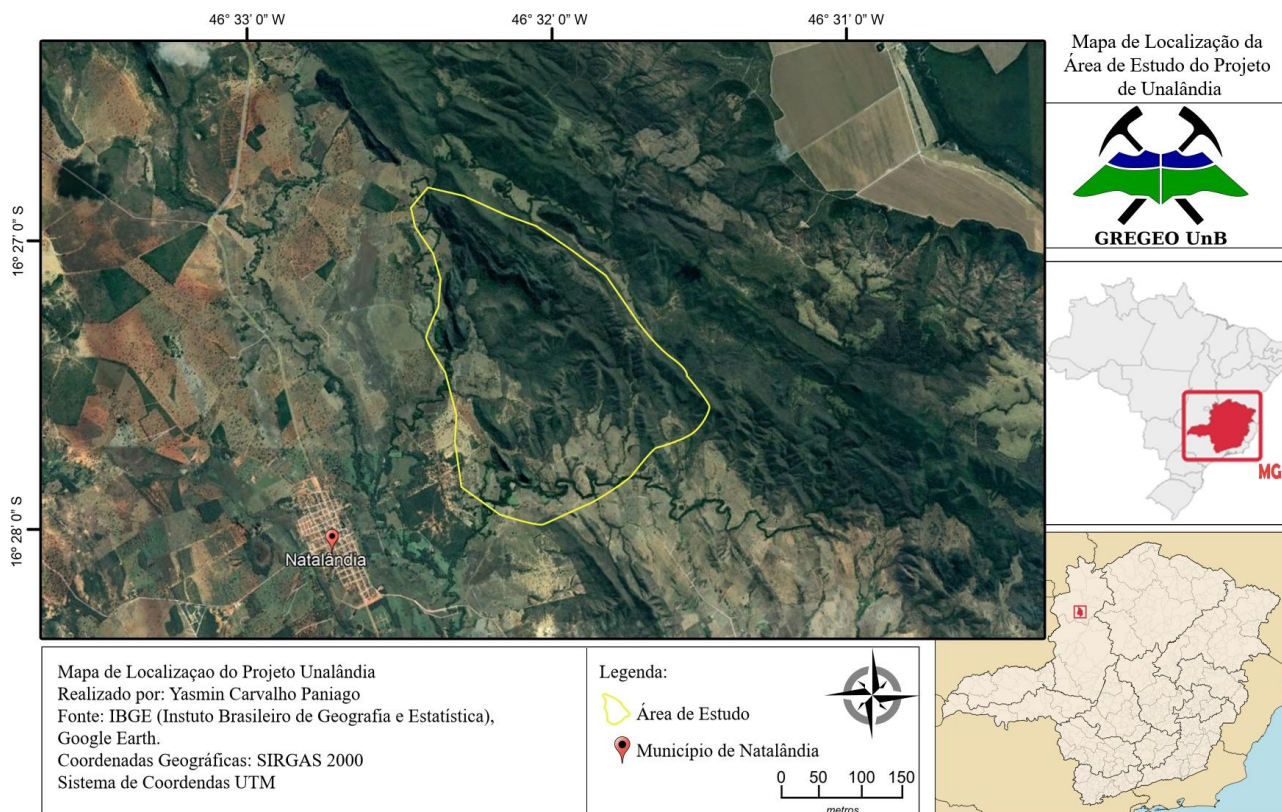 46° 33' 0" W
46° 32' 0" W
46° 31' 0" W
16° 27' 0" S
16° 28' 0" S
Natalândia
Mapa de Localização da
Área de Estudo do Projeto
de Unalândia
GREGEO UnB
MG
Mapa de Localizaçao do Projeto Unalândia
Realizado por: Yasmin Carvalho Paniago
Fonte: IBGE (Instuto Brasileiro de Geografia e Estatística),
Google Earth.
Coordenadas Geográficas: SIRGAS 2000
Sistema de Coordendas UTM
Legenda:
Área de Estudo
Município de Natalândia
0 50 100 150
metros